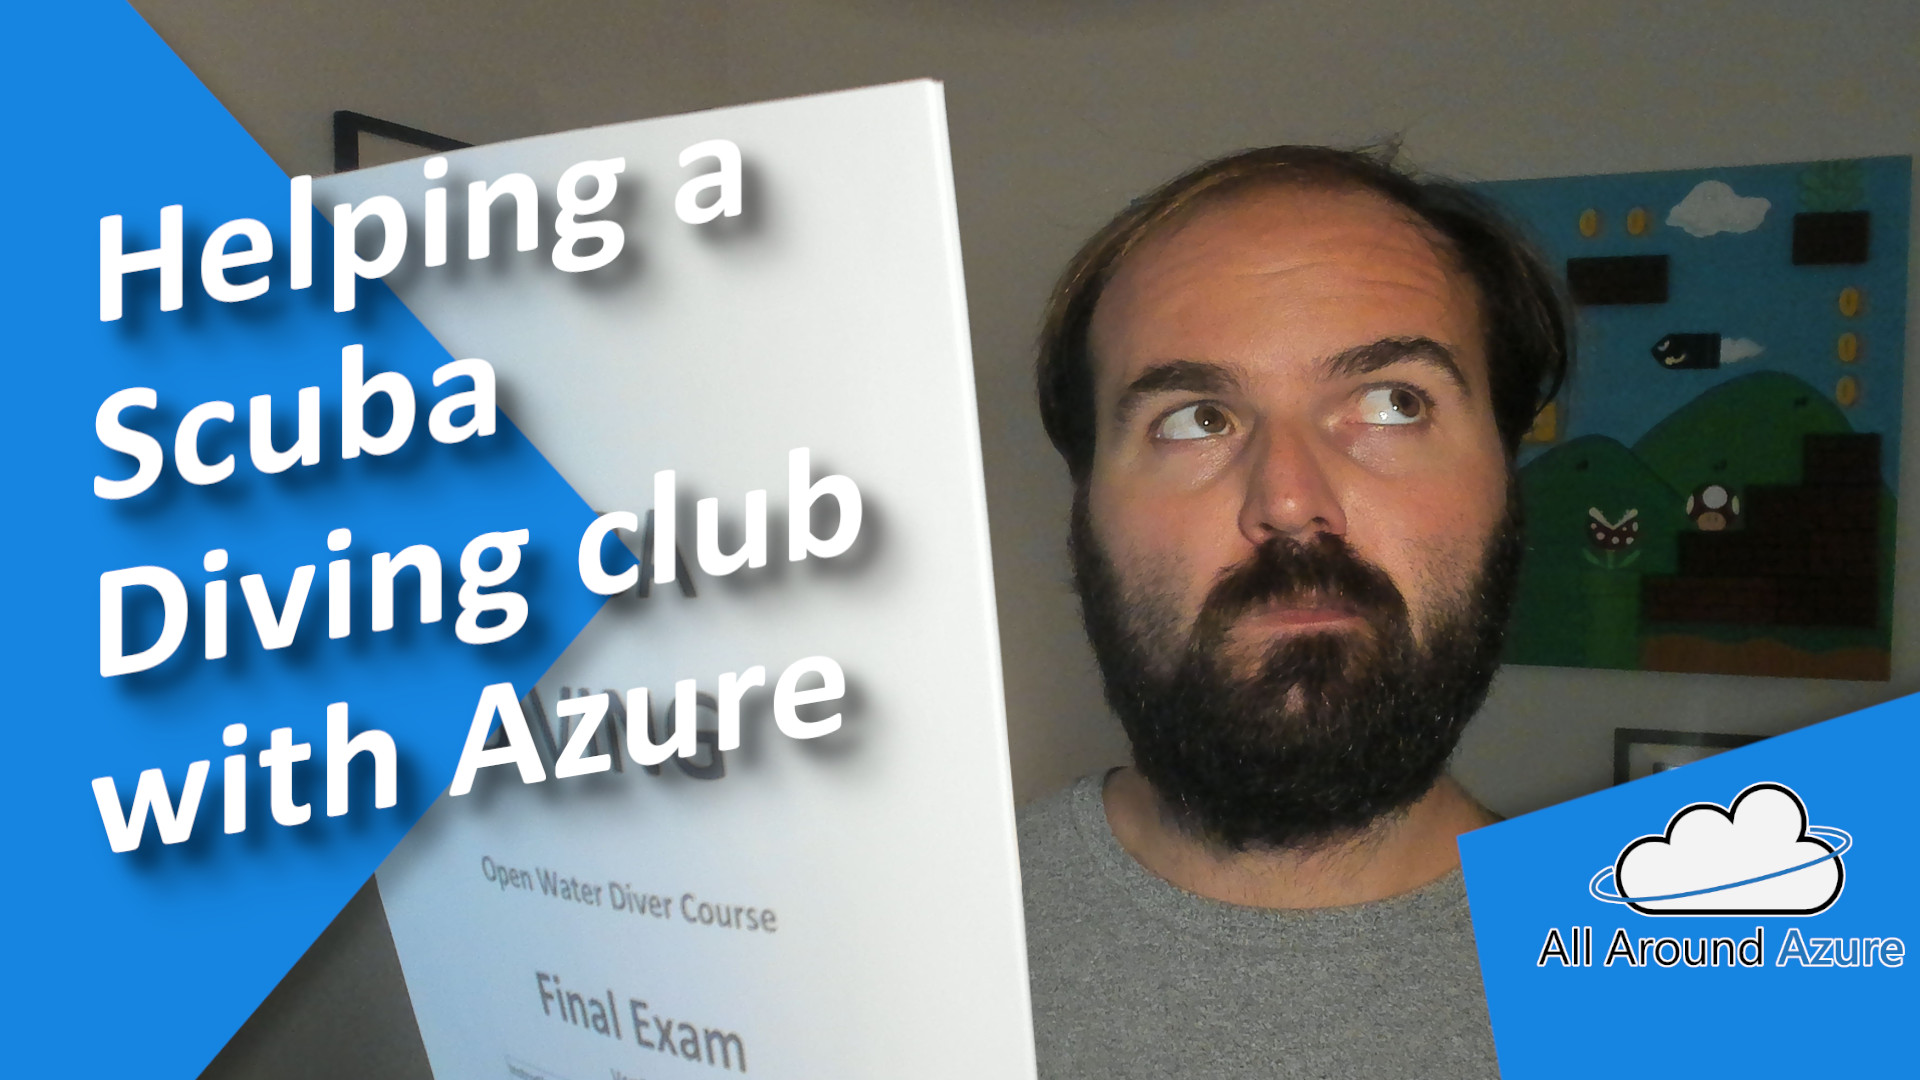 Helping a
Scuba
Diving club
with Azure
Open Water Diver Course
Final Exam
All Around Azure